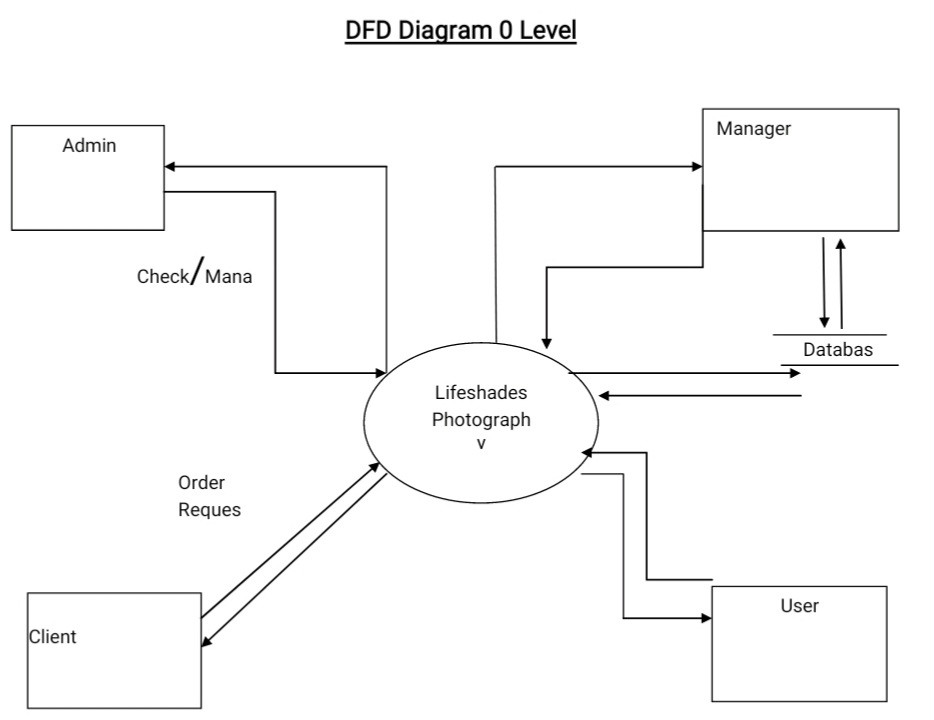 DFD Diagram 0 Level
Admin
Manager
Check/Mana
Databas
Lifeshades
Photograph
v
Order
Reques
Client
User